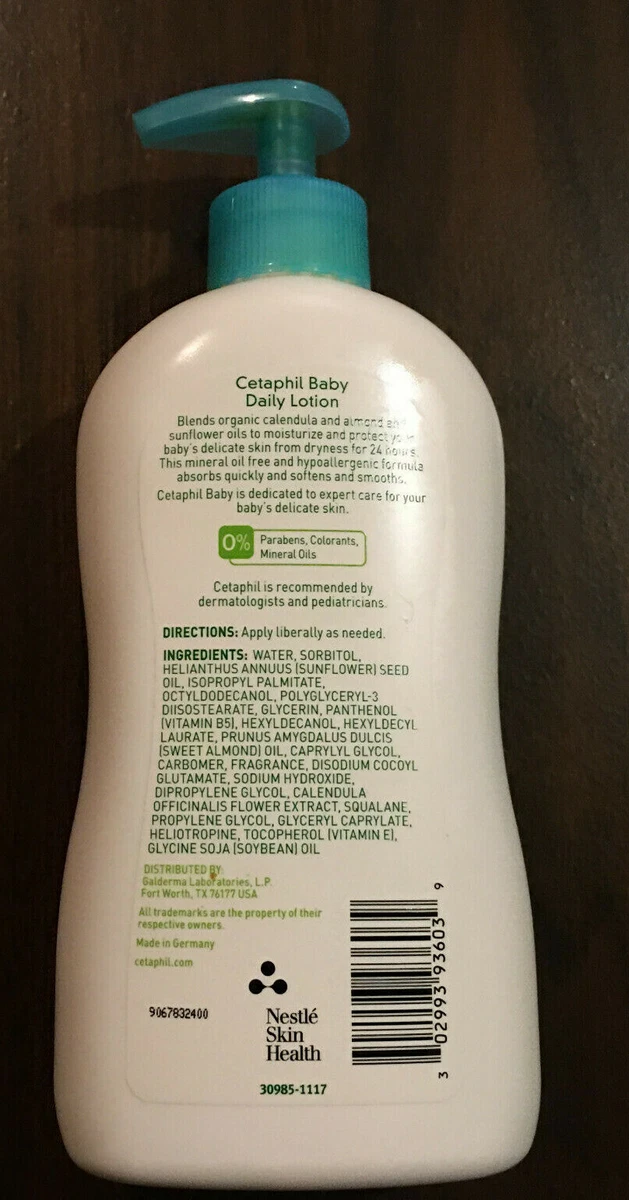 Cetaphil Baby
Daily Lotion
Blends organic calendula and almond and
sunflower oils to moisturize and protect your
baby's delicate skin from dryness for 24 hours.
This mineral oil free and hypoallergenic formula
absorbs quickly and softens and smooths.
Cetaphil Baby is dedicated to expert care for your
baby's delicate skin.
0% Parabens, Colorants,
Mineral Oils
Cetaphil is recommended by
dermatologists and pediatricians.
DIRECTIONS: Apply liberally as needed.
INGREDIENTS: WATER, SORBITOL,
HELIANTHUS ANNUUS (SUNFLOWER) SEED
OIL, ISOPROPYL PALMITATE,
OCTYLDODECANOL, POLYGLYCERYL-3
DIISOSTEARATE, GLYCERIN, PANTHENOL
(VITAMIN B5), HEXYLDECANOL, HEXYLDECYL
LAURATE, PRUNUS AMYGDALUS DULCIS
(SWEET ALMOND) OIL, CAPRYLYL GLYCOL,
CARBOMER, FRAGRANCE, DISODIUM COCOYL
GLUTAMATE, SODIUM HYDROXIDE,
DIPROPYLENE GLYCOL, CALENDULA
OFFICINALIS FLOWER EXTRACT, SQUALANE,
PROPYLENE GLYCOL, GLYCERYL CAPRYLATE,
HELIOTROPINE, TOCOPHEROL (VITAMIN E),
GLYCINE SOJA (SOYBEAN) OIL
DISTRIBUTED BY:
Galderma Laboratories, L.P.
Fort Worth, TX 76177 USA
All trademarks are the property of their
respective owners.
Made in Germany
cetaphil.com
9067832400
Nestlé
Skin
Health
30985-1117
3 02993 93603 9